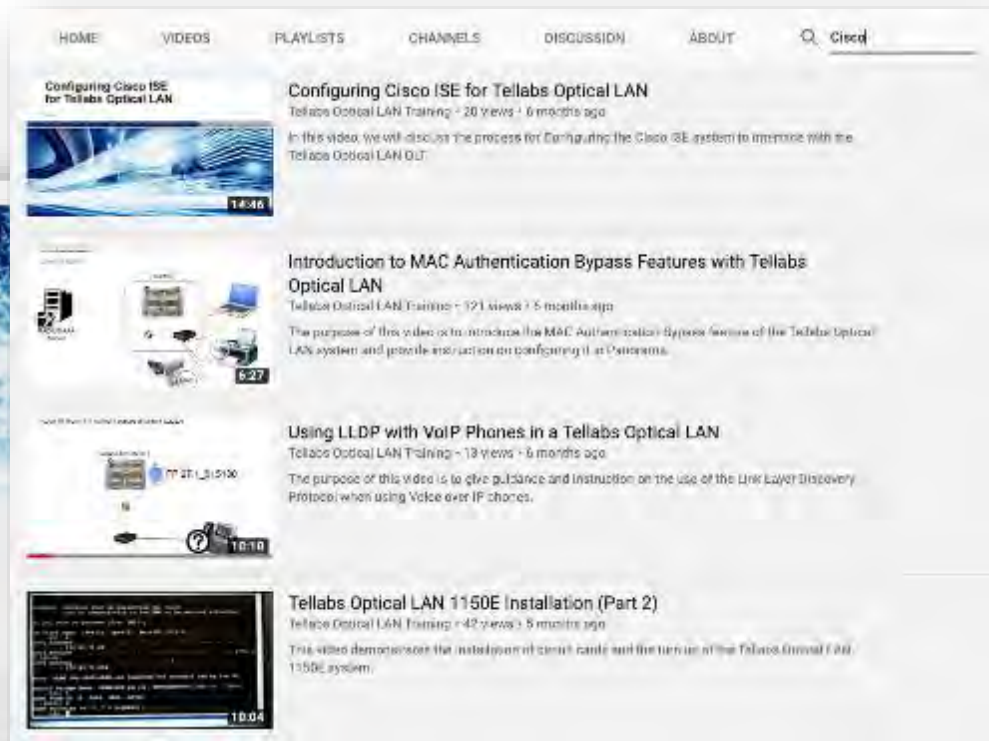 HOME VIDEOS PLAYLISTS CHANNELS DISCUSSION ABOUT Cisco
Configuring Cisco ISE
for Tellabs Optical LAN
14:46
Configuring Cisco ISE for Tellabs Optical LAN
Tellabs Optical LAN Training • 20 views • 6 months ago
In this video, we will discuss the process for Configuring the Cisco ISE system to interface with the
Tellabs Optical LAN OLT.
6:27
Introduction to MAC Authentication Bypass Features with Tellabs
Optical LAN
Tellabs Optical LAN Training • 121 views • 6 months ago
The purpose of this video is to introduce the MAC Authentication Bypass feature of the Tellabs Optical
LAN system and provide instruction on configuring it in Panorama.
10:10
Using LLDP with VoIP Phones in a Tellabs Optical LAN
Tellabs Optical LAN Training • 13 views • 6 months ago
The purpose of this video is to give guidance and instruction on the use of the Link Layer Discovery
Protocol when using Voice over IP phones.
10:04
Tellabs Optical LAN 1150E Installation (Part 2)
Tellabs Optical LAN Training • 42 views • 5 months ago
This video demonstrates the installation of circuit cards and the turn up of the Tellabs Optical LAN
1150E system.